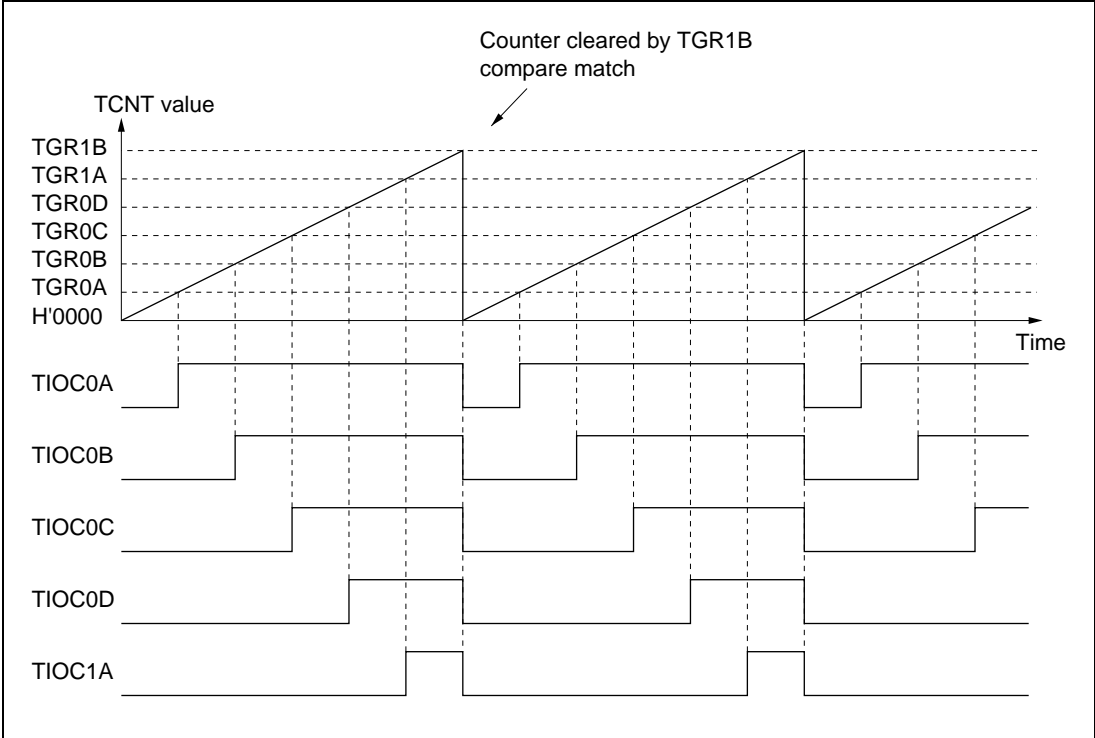 Counter cleared by TGR1B
compare match
TCNT value
TGR1B
TGR1A
TGR0D
TGR0C
TGR0B
TGR0A
H'0000
Time
TIOC0A
TIOC0B
TIOC0C
TIOC0D
TIOC1A